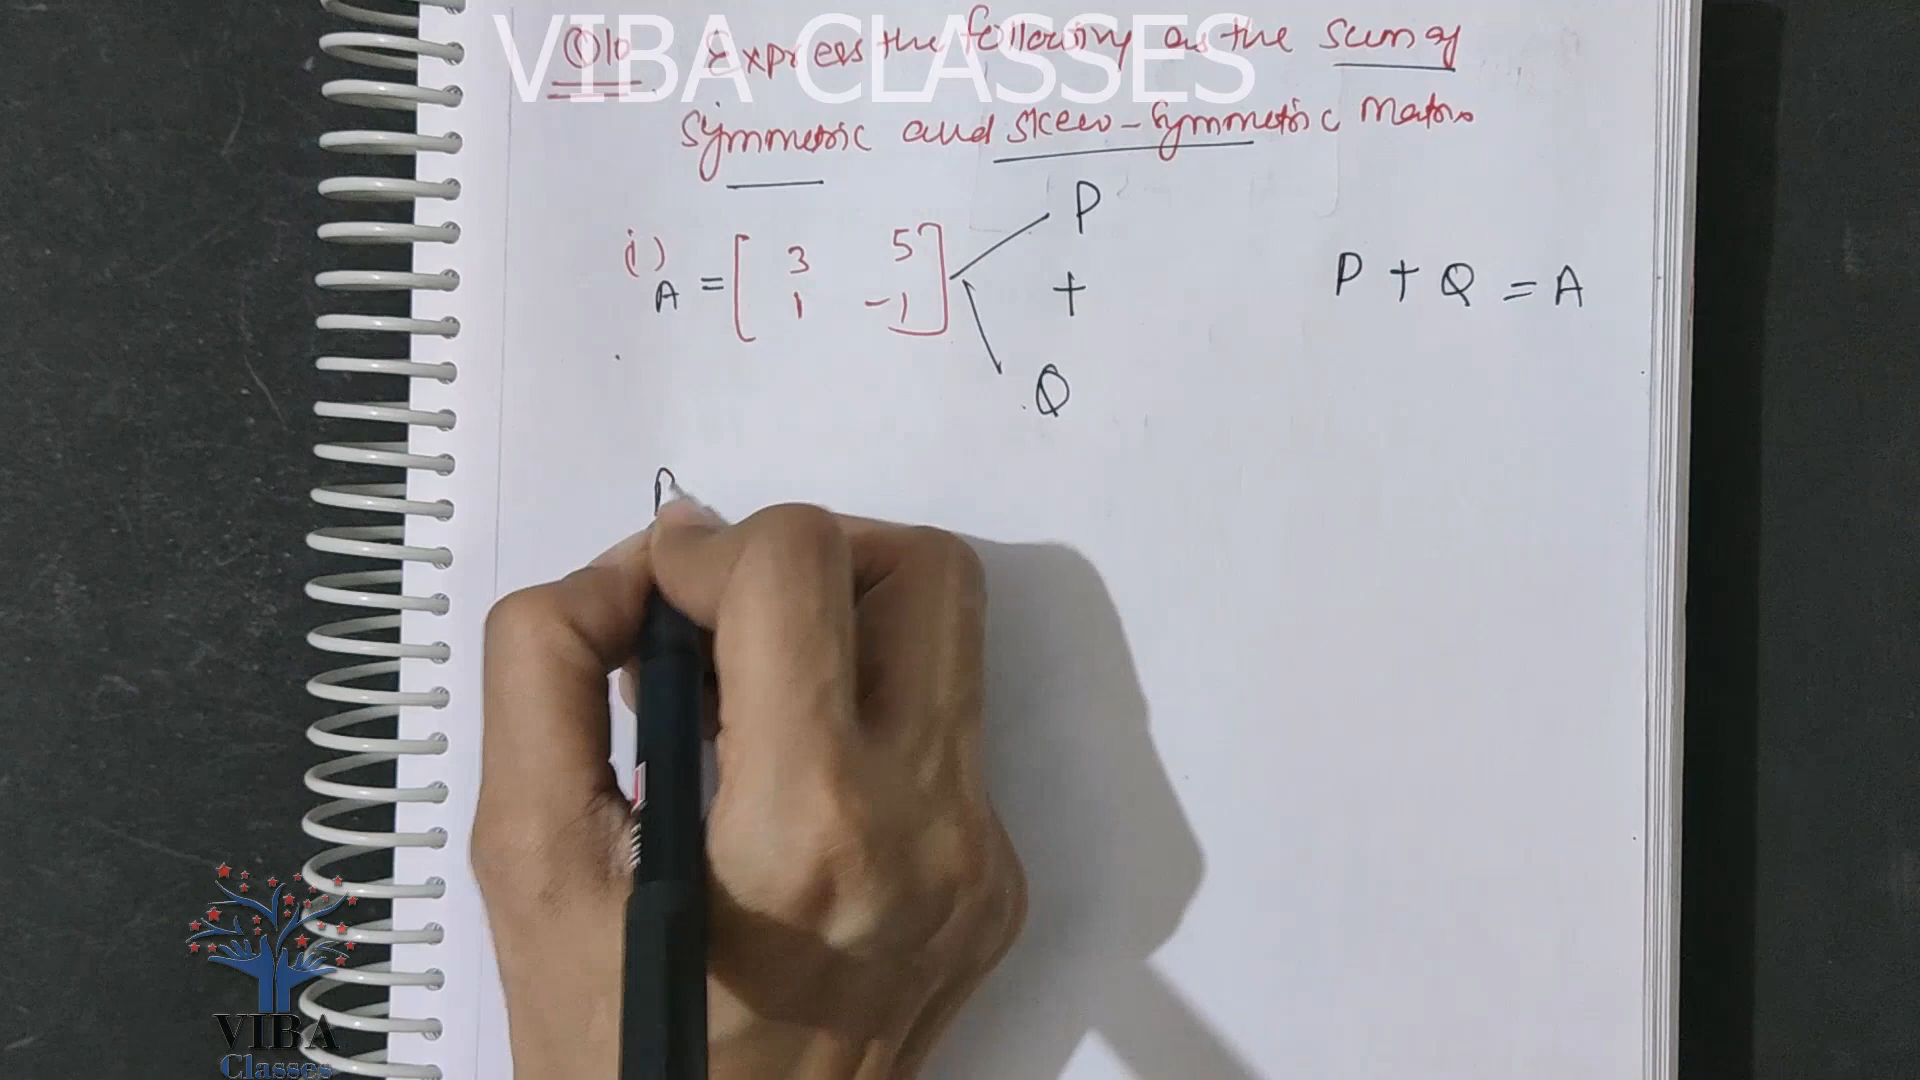 VIBA CLASSES
Q10. Express the following as the sum of
symmetric and skew-symmetric Matrix
P
(i) A = [ 3 5
1 -1 ]
+
P + Q = A
Q
P
VIBA
Classes